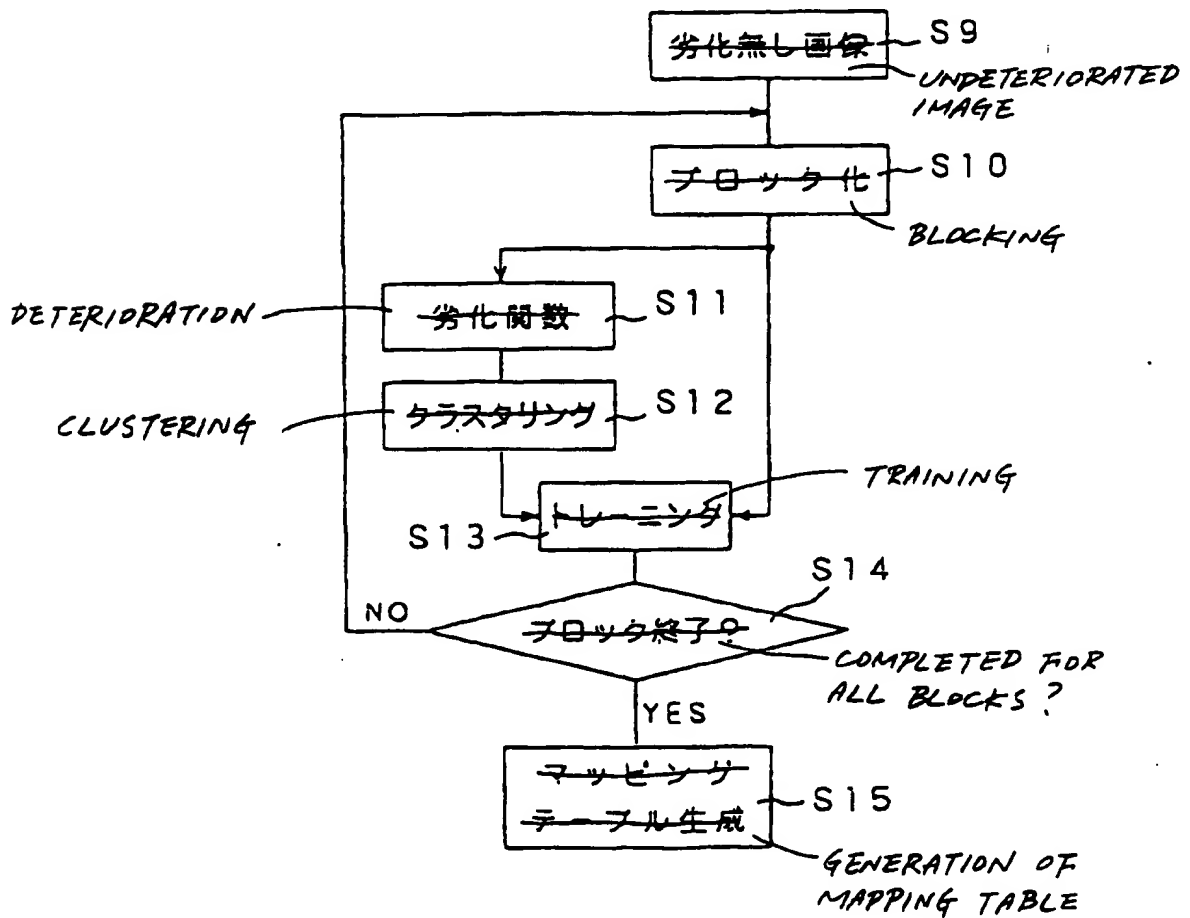 劣化無し画像
S9
UNDETERIORATED
IMAGE
ブロック化
S10
BLOCKING
DETERIORATION
劣化関数
S11
CLUSTERING
クラスタリング
S12
TRAINING
トレーニング
S13
S14
NO
ブロック終了?
COMPLETED FOR
ALL BLOCKS?
YES
マッピング
テーブル生成
S15
GENERATION OF
MAPPING TABLE